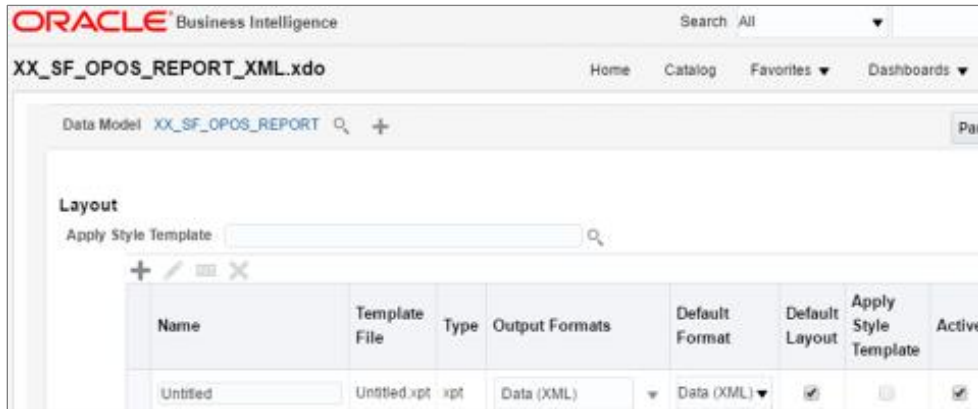 ORACLE Business Intelligence Search All
XX_SF_OPOS_REPORT_XML.xdo Home Catalog Favorites Dashboards
Data Model XX_SF_OPOS_REPORT
Layout
Apply Style Template
Name Template File Type Output Formats Default Format Default Layout Apply Style Template Active
Untitled Untitled.xpt xpt Data (XML) Data (XML)